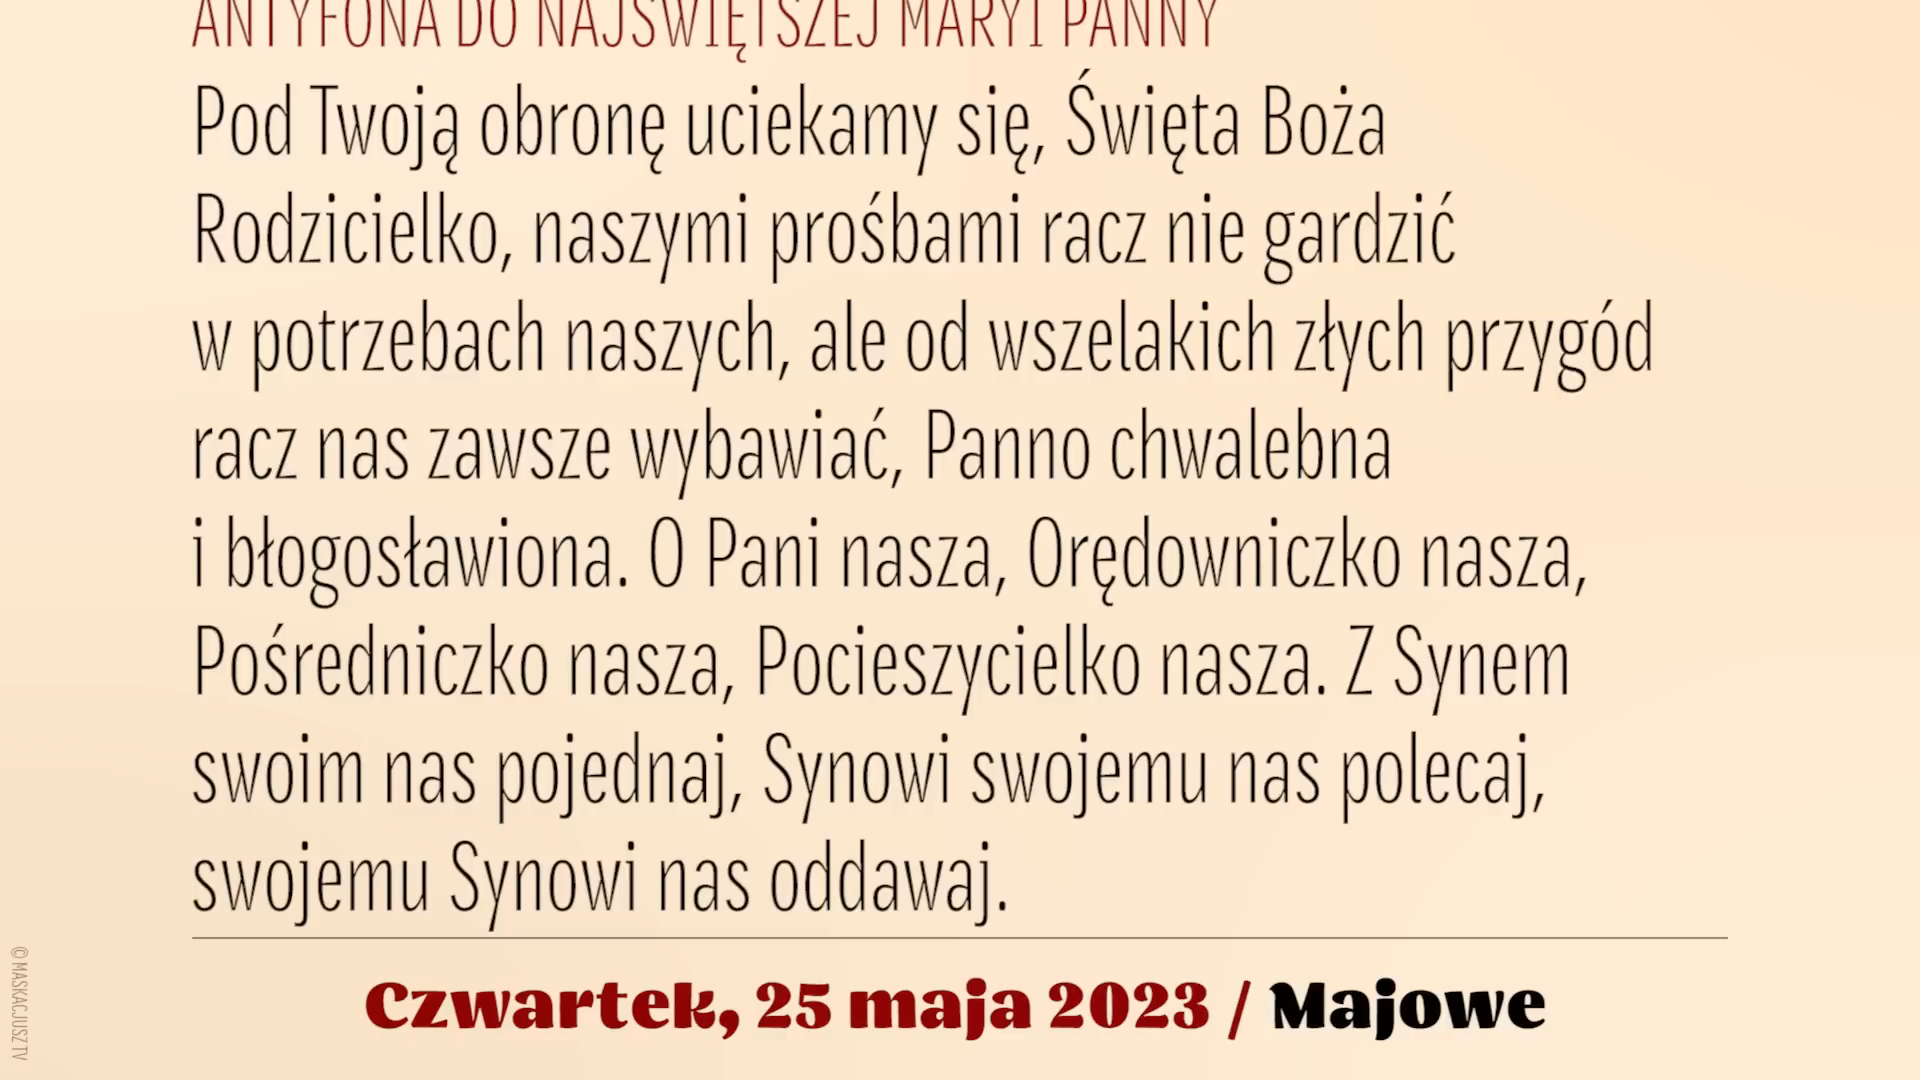 ANTYFONA DO NAJŚWIĘTSZEJ MARYI PANNY
Pod Twoją obronę uciekamy się, Święta Boża
Rodzicielko, naszymi prośbami racz nie gardzić
w potrzebach naszych, ale od wszelakich złych przygód
racz nas zawsze wybawiać, Panno chwalebna
i błogosławiona. O Pani nasza, Orędowniczko nasza,
Pośredniczko nasza, Pocieszycielko nasza. Z Synem
swoim nas pojednaj, Synowi swojemu nas polecaj,
swojemu Synowi nas oddawaj.
Czwartek, 25 maja 2023 / Majowe
© MASKACJUSZ TV